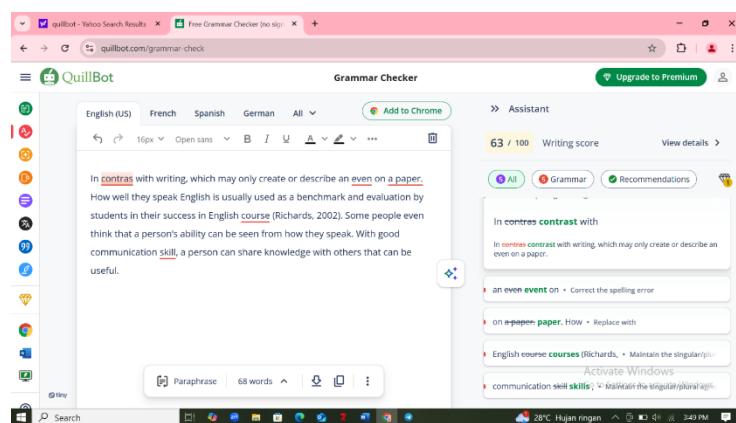 quillbot - Yahoo Search Results
Free Grammar Checker (no sign
quillbot.com/grammar-check
QuillBot
Grammar Checker
Upgrade to Premium
English (US) French Spanish German All
Add to Chrome
16px Open sans B I U A
In contras with writing, which may only create or describe an even on a paper.
How well they speak English is usually used as a benchmark and evaluation by
students in their success in English course (Richards, 2002). Some people even
think that a person's ability can be seen from how they speak. With good
communication skill, a person can share knowledge with others that can be
useful.
Paraphrase 68 words
tiny
Assistant
63 / 100 Writing score View details
5 All 5 Grammar Recommendations
In contras contrast with
In contras contrast with writing, which may only create or describe an
even on a paper.
an even event on • Correct the spelling error
on a paper. paper. How • Replace with
English course courses (Richards, • Maintain the singular/plu
communication skill skills, • Maintain the singular/plural
Activate Windows
Search
28°C Hujan ringan 3:49 PM